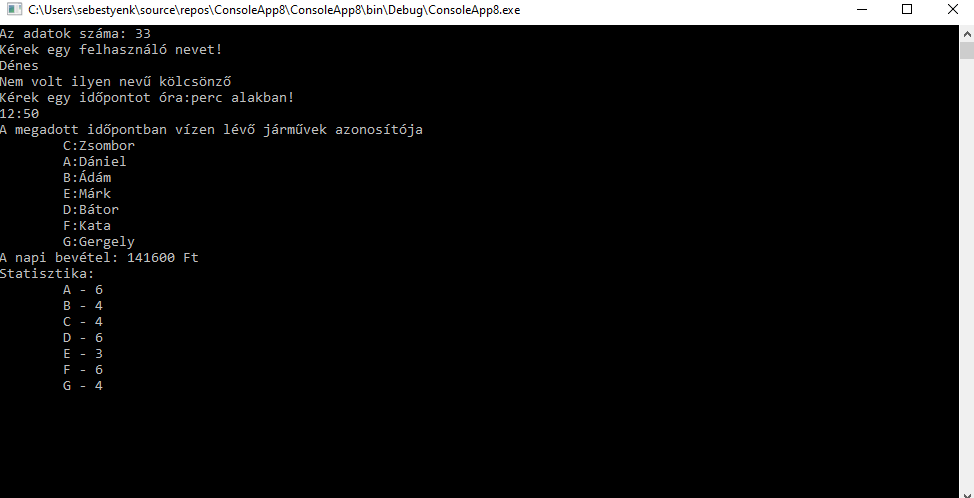 C:\Users\sebestyenk\source\repos\ConsoleApp8\ConsoleApp8\bin\Debug\ConsoleApp8.exe
Az adatok száma: 33
Kérek egy felhasználó nevet!
Dénes
Nem volt ilyen nevű kölcsönző
Kérek egy időpontot óra:perc alakban!
12:50
A megadott időpontban vízen lévő járművek azonosítója
C:Zsombor
A:Dániel
B:Ádám
E:Márk
D:Bátor
F:Kata
G:Gergely
A napi bevétel: 141600 Ft
Statisztika:
A - 6
B - 4
C - 4
D - 6
E - 3
F - 6
G - 4